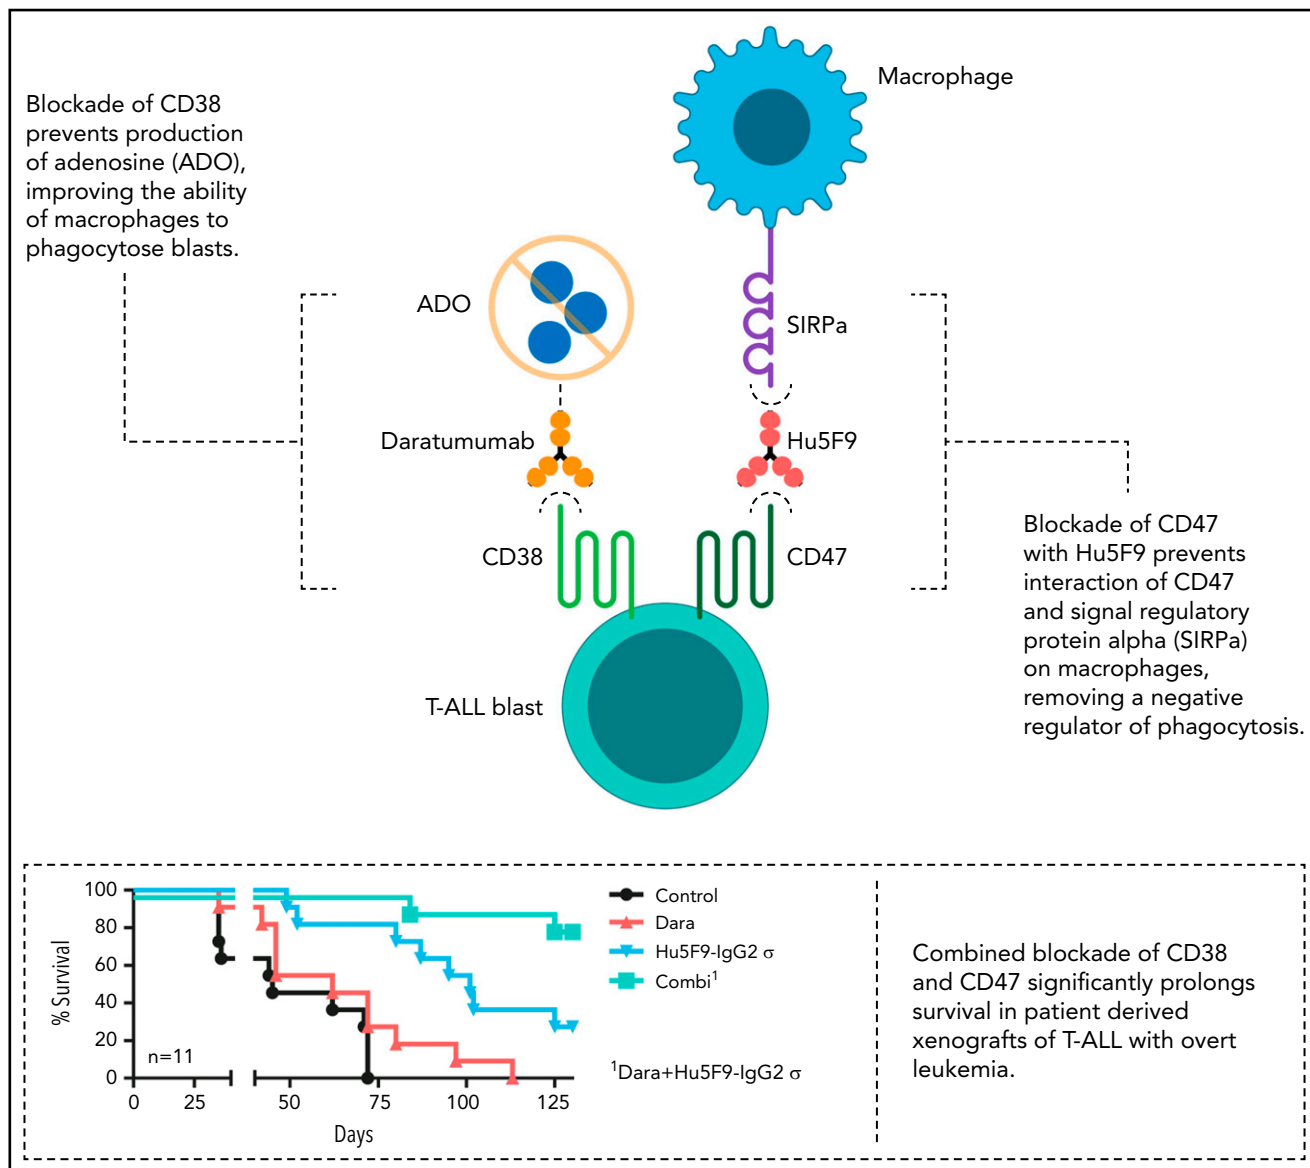 Macrophage
Blockade of CD38
prevents production
of adenosine (ADO),
improving the ability
of macrophages to
phagocytose blasts.
ADO
SIRPa
Daratumumab
Hu5F9
CD38
CD47
Blockade of CD47
with Hu5F9 prevents
interaction of CD47
and signal regulatory
protein alpha (SIRPa)
on macrophages,
removing a negative
regulator of phagocytosis.
T-ALL blast
% Survival
100
80
60
40
20
0
n=11
0 25 50 75 100 125
Days
Control
Dara
Hu5F9-IgG2 σ
Combi¹
¹Dara+Hu5F9-IgG2 σ
Combined blockade of CD38
and CD47 significantly prolongs
survival in patient derived
xenografts of T-ALL with overt
leukemia.